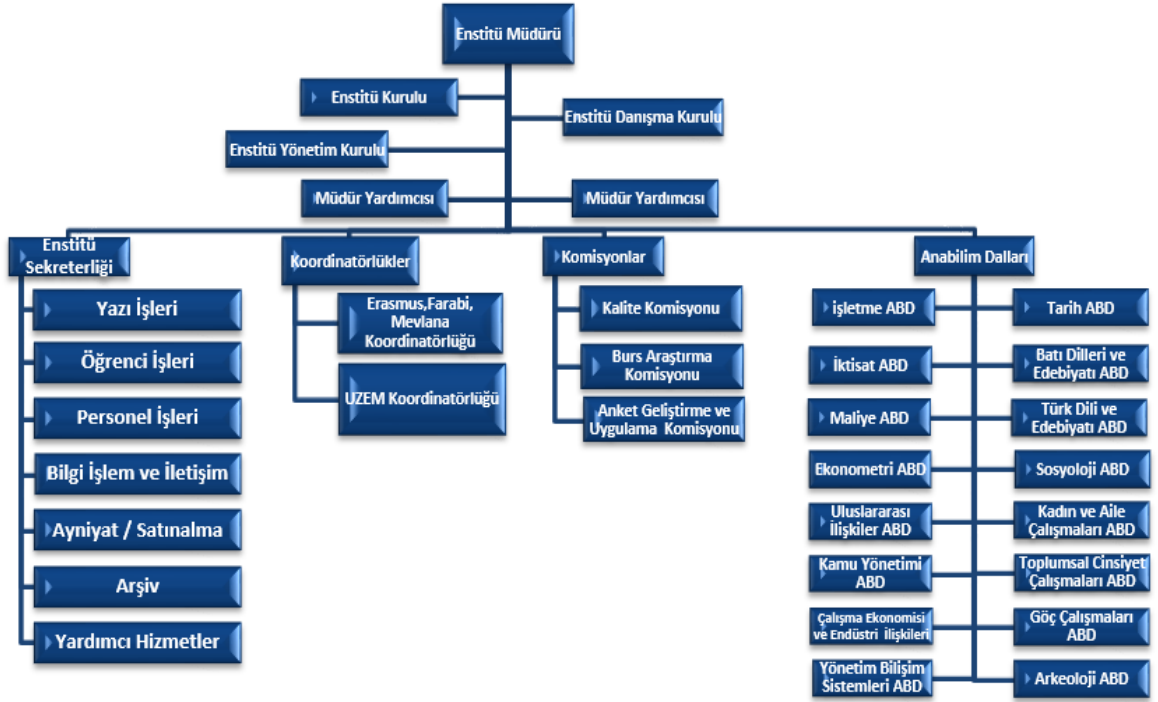 Enstitü Müdürü
Enstitü Kurulu
Enstitü Danışma Kurulu
Enstitü Yönetim Kurulu
Müdür Yardımcısı
Müdür Yardımcısı
Enstitü
Sekreterliği
Yazı İşleri
Öğrenci İşleri
Personel İşleri
Bilgi İşlem ve İletişim
Ayniyat / Satınalma
Arşiv
Yardımcı Hizmetler
Koordinatörlükler
Erasmus,Farabi,
Mevlana
Koordinatörlüğü
UZEM Koordinatörlüğü
Komisyonlar
Kalite Komisyonu
Burs Araştırma
Komisyonu
Anket Geliştirme ve
Uygulama Komisyonu
Anabilim Dalları
işletme ABD
İktisat ABD
Maliye ABD
Ekonometri ABD
Uluslararası
İlişkiler ABD
Kamu Yönetimi
ABD
Çalışma Ekonomisi
ve Endüstri İlişkileri
Yönetim Bilişim
Sistemleri ABD
Tarih ABD
Batı Dilleri ve
Edebiyatı ABD
Türk Dili ve
Edebiyatı ABD
Sosyoloji ABD
Kadın ve Aile
Çalışmaları ABD
Toplumsal Cinsiyet
Çalışmaları ABD
Göç Çalışmaları
ABD
Arkeoloji ABD